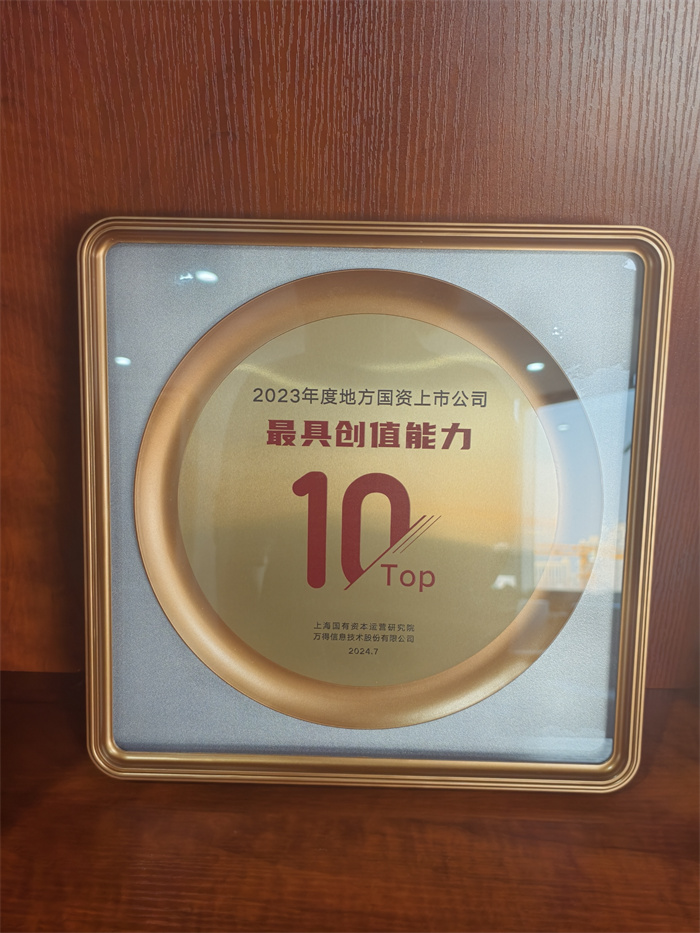 2023年度地方国资上市公司
最具创值能力
10
Top
上海国有资本运营研究院
万得信息技术股份有限公司
2024.7